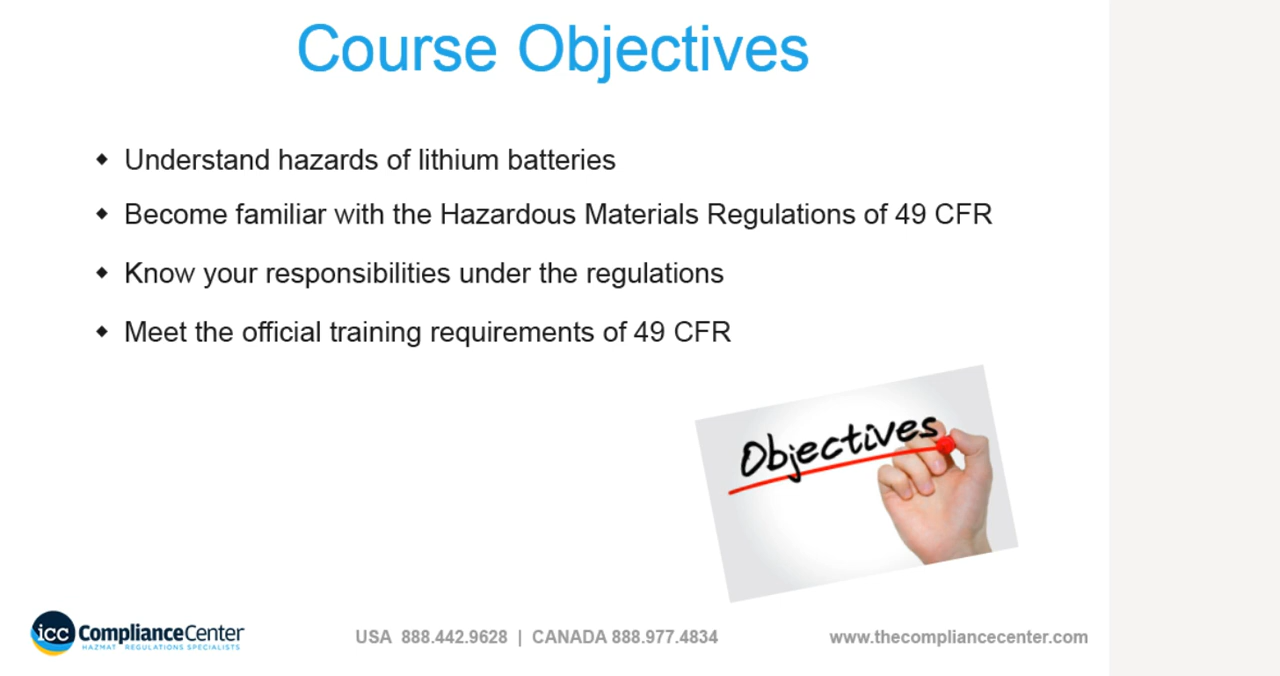 Course Objectives
Understand hazards of lithium batteries
Become familiar with the Hazardous Materials Regulations of 49 CFR
Know your responsibilities under the regulations
Meet the official training requirements of 49 CFR
Objectives
icc ComplianceCenter
HAZMAT REGULATIONS SPECIALISTS
USA 888.442.9628 | CANADA 888.977.4834
www.thecompliancecenter.com